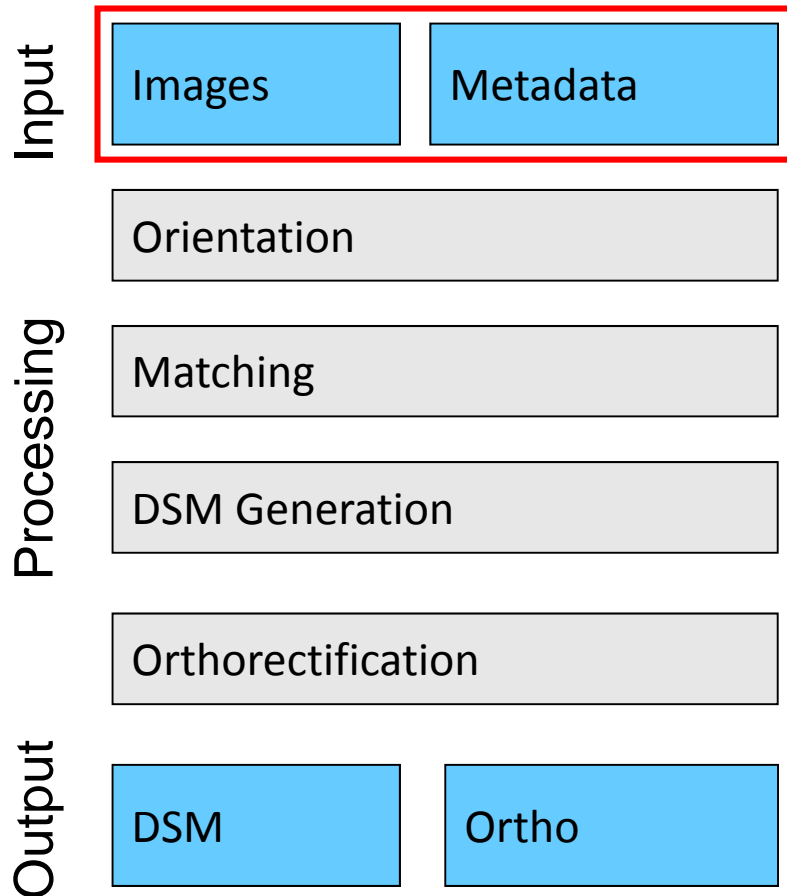 Input
Images
Metadata
Processing
Orientation
Matching
DSM Generation
Orthorectification
Output
DSM
Ortho